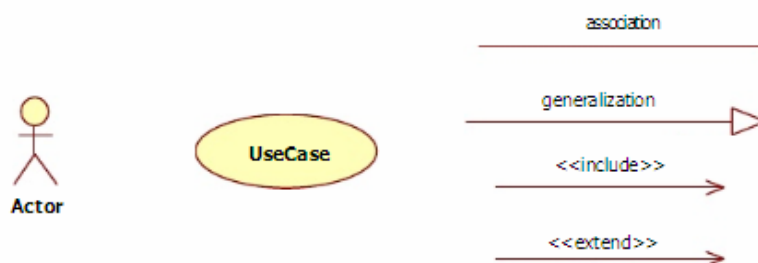 association
generalization
UseCase
<<include>>
Actor
<<extend>>